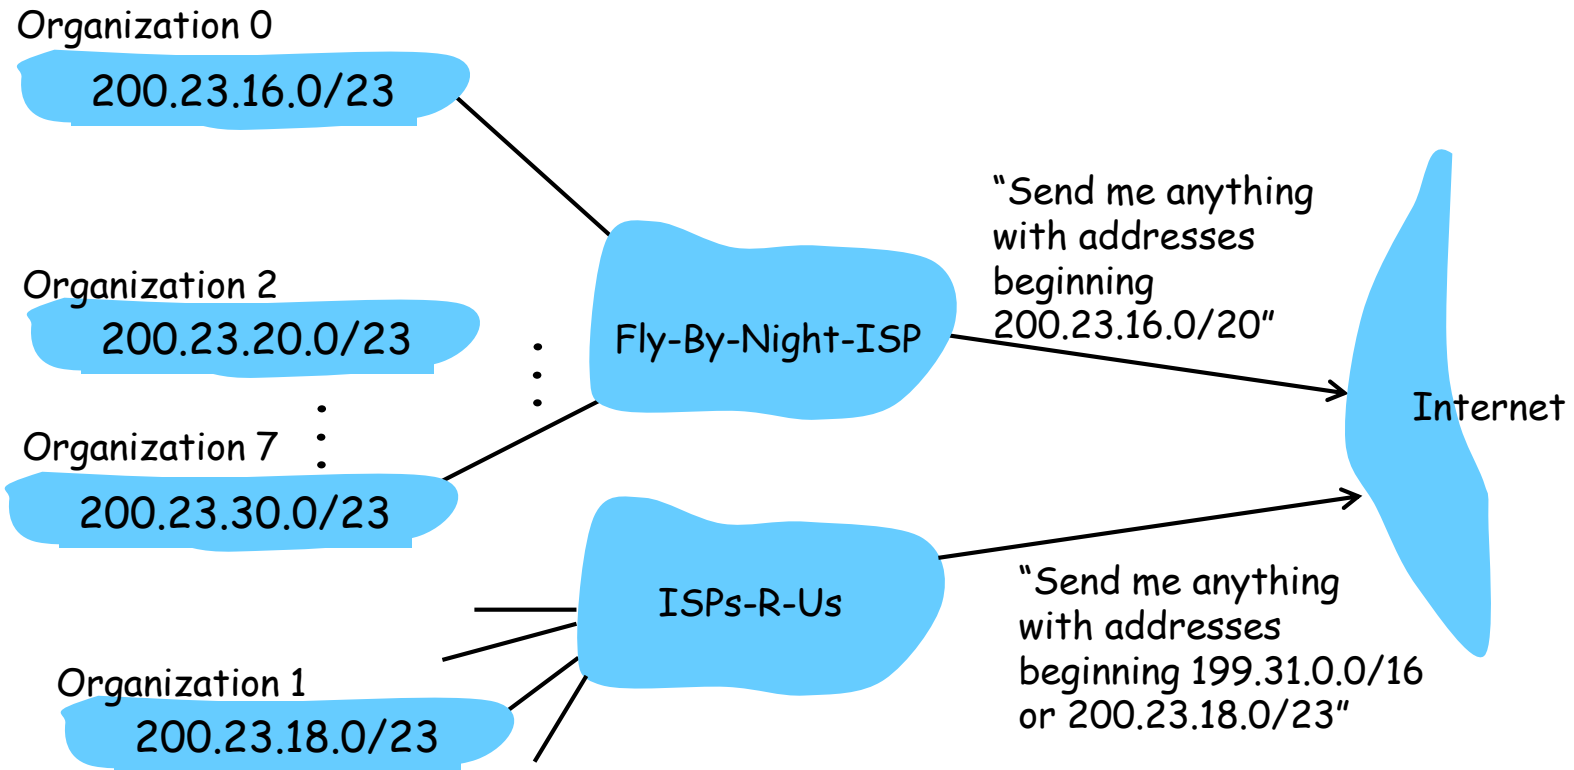 Organization 0
200.23.16.0/23
Organization 2
200.23.20.0/23
Organization 7
200.23.30.0/23
Fly-By-Night-ISP
“Send me anything
with addresses
beginning
200.23.16.0/20”
Internet
ISPs-R-Us
Organization 1
200.23.18.0/23
“Send me anything
with addresses
beginning 199.31.0.0/16
or 200.23.18.0/23”